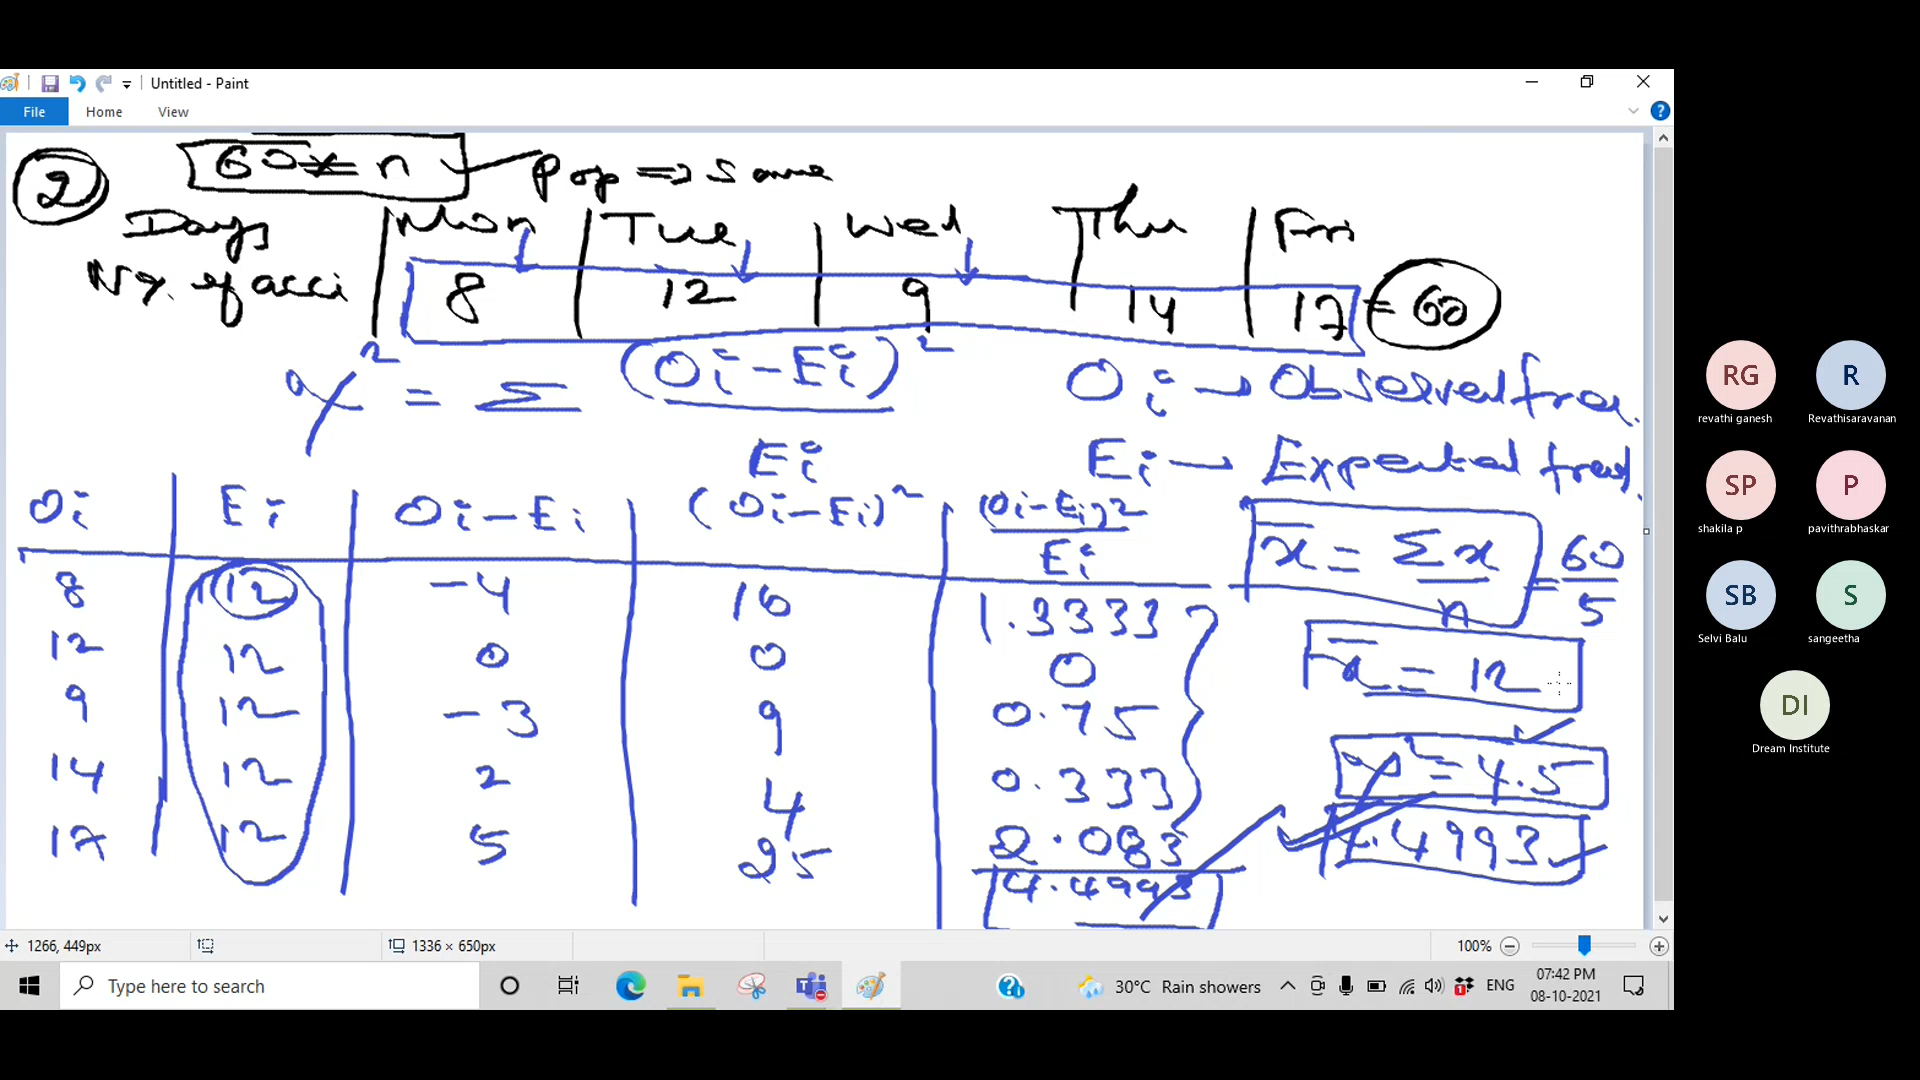 Untitled - Paint
File Home View
2 60 = n Pop => Same
Days Mon Tue Wed Thu Fri
No. of acci 8 12 9 14 17 = 60
χ² = Σ (Oi - Ei)² / Ei
Oi → Observed freq.
Ei → Expected freq.
Oi Ei Oi - Ei (Oi - Ei)² (Oi - Ei)² / Ei
8 12 -4 16 1.3333
12 12 0 0 0
9 12 -3 9 0.75
14 12 2 4 0.333
17 12 5 25 2.083
4.4993
x̄ = Σx / n = 60 / 5
x̄ = 12
χ² = 4.5
4.4993
RG R
revathi ganesh Revathisaravanan
SP P
shakila p pavithrabhaskar
SB S
Selvi Balu sangeetha
DI
Dream Institute
1266, 449px 1336 × 650px 100%
Type here to search 30°C Rain showers ENG 07:42 PM
08-10-2021